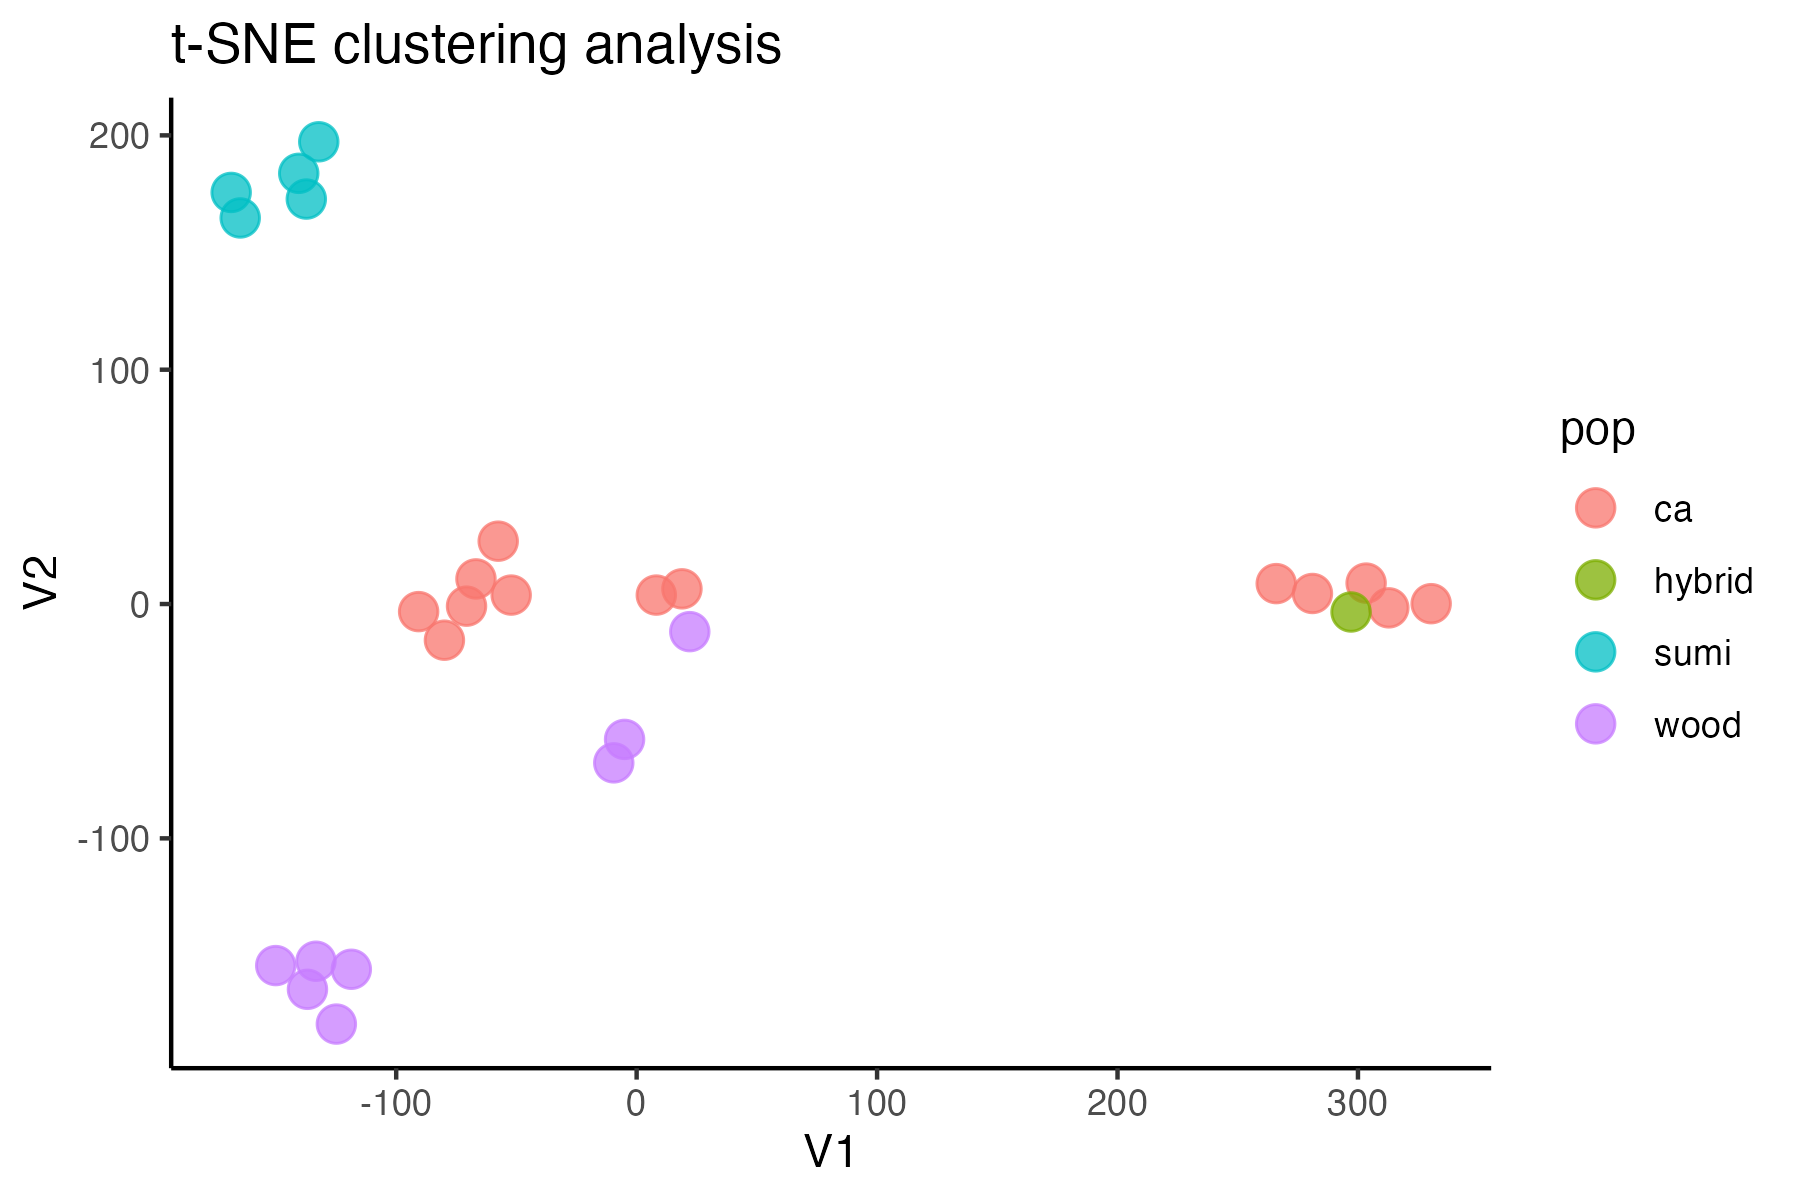 t-SNE clustering analysis
200
100
0
-100
V2
-100 0 100 200 300
V1
pop
ca
hybrid
sumi
wood